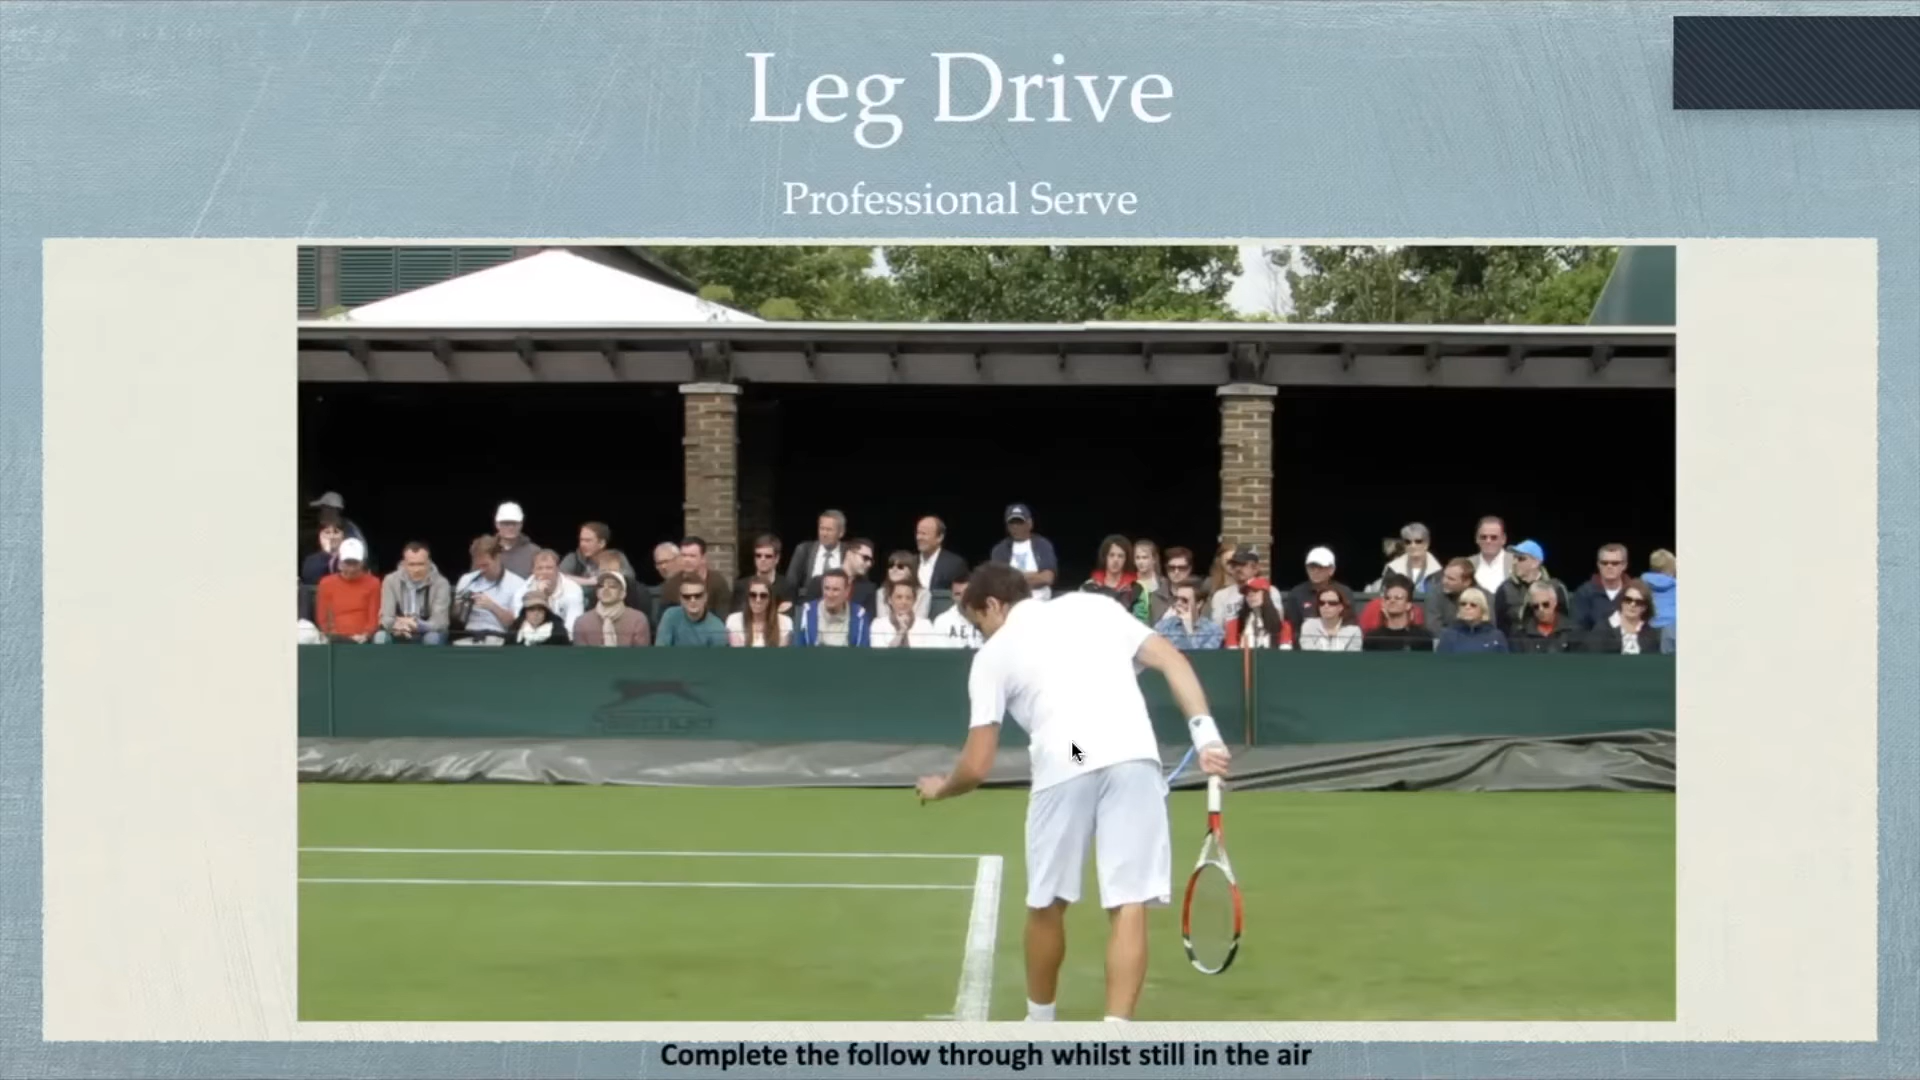 Leg Drive
Professional Serve
Complete the follow through whilst still in the air